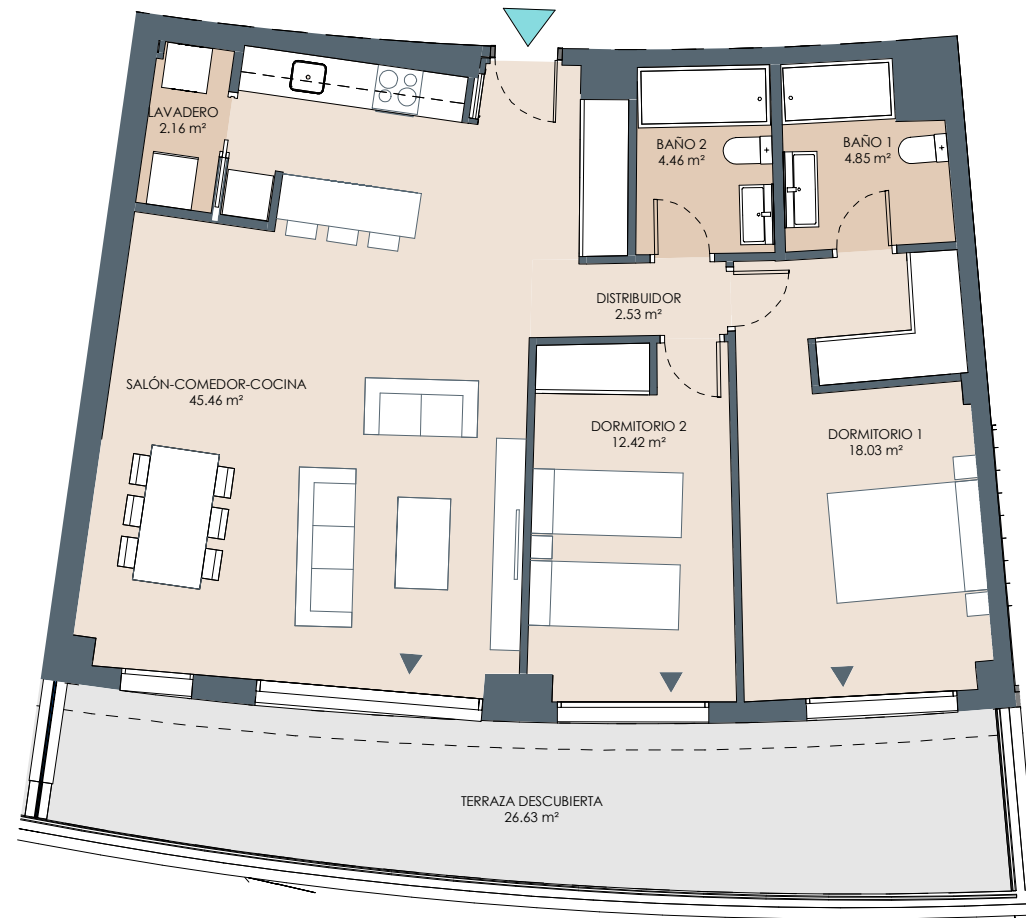 LAVADERO
2.16 m²
BAÑO 2
4.46 m²
BAÑO 1
4.85 m²
DISTRIBUIDOR
2.53 m²
SALÓN-COMEDOR-COCINA
45.46 m²
DORMITORIO 2
12.42 m²
DORMITORIO 1
18.03 m²
TERRAZA DESCUBIERTA
26.63 m²